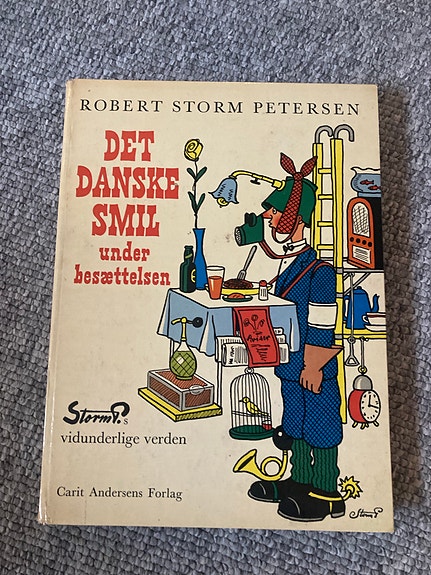 ROBERT STORM PETERSEN
DET
DANSKE
SMIL
under
besættelsen
Storm P.s
vidunderlige verden
Carit Andersens Forlag
Storm P.